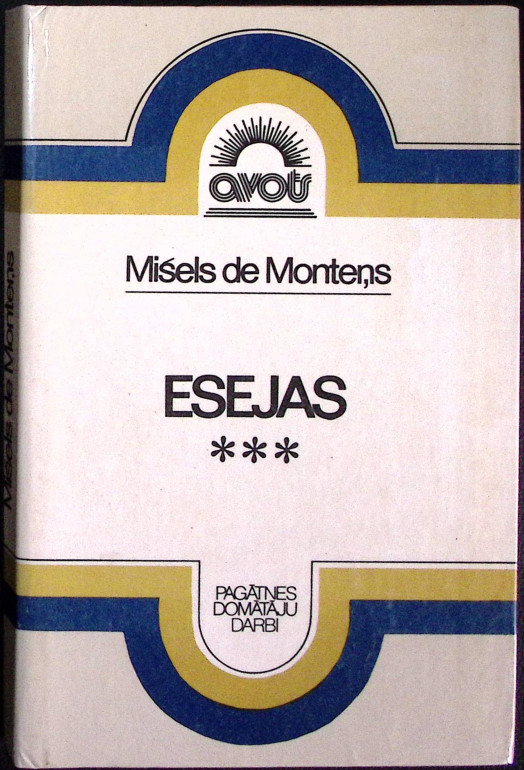 avots
Mišels de Monteņs
ESEJAS
***
PAGĀTNES
DOMĀTĀJU
DARBI
Mišels de Monteņs